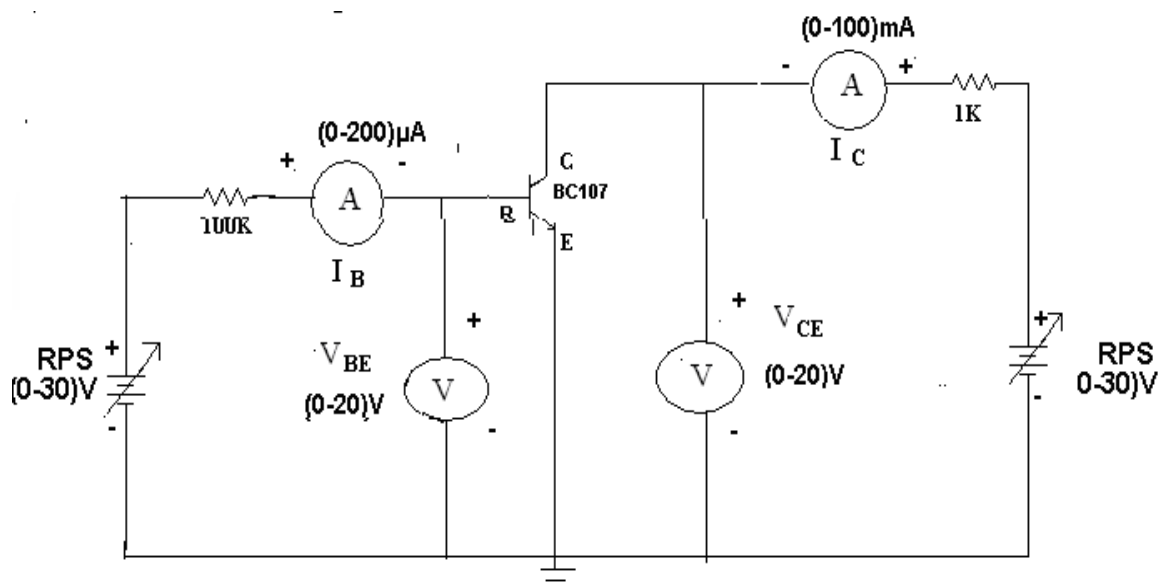 (0-100)mA
- A +
1K
I C
(0-200)µA
+ A -
100K
I B
C
BC107
B
E
RPS
(0-30)V
+
-
V BE
(0-20)V
+
V
-
V CE
(0-20)V
+
V
-
RPS
0-30)V
+
-